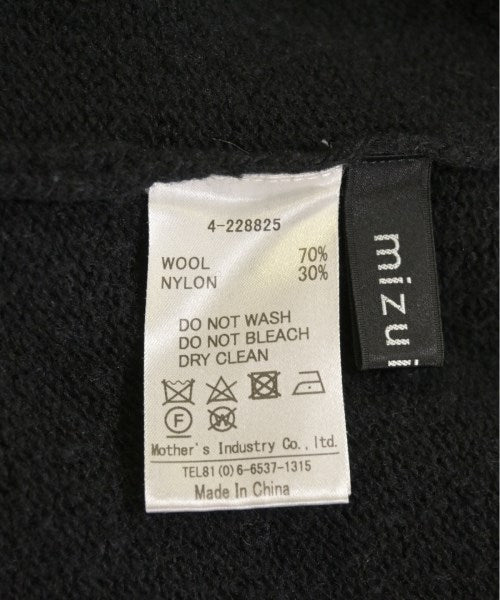 4-228825
WOOL 70%
NYLON 30%
DO NOT WASH
DO NOT BLEACH
DRY CLEAN
F W
Mother's Industry Co.,ltd.
TEL81(0)6-6537-1315
Made In China